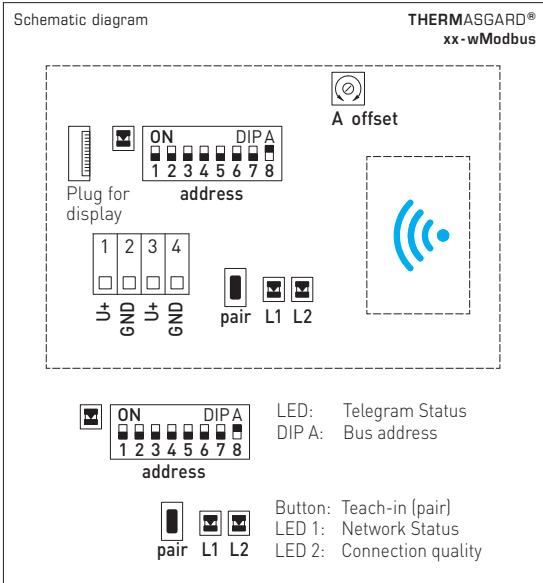 Schematic diagram
THERMASGARD®
xx-wModbus
A offset
ON DIP A
1 2 3 4 5 6 7 8
address
Plug for
display
1 2 3 4
U+ GND U+ GND
pair L1 L2
ON DIP A
1 2 3 4 5 6 7 8
address
LED: Telegram Status
DIP A: Bus address
pair L1 L2
Button: Teach-in (pair)
LED 1: Network Status
LED 2: Connection quality